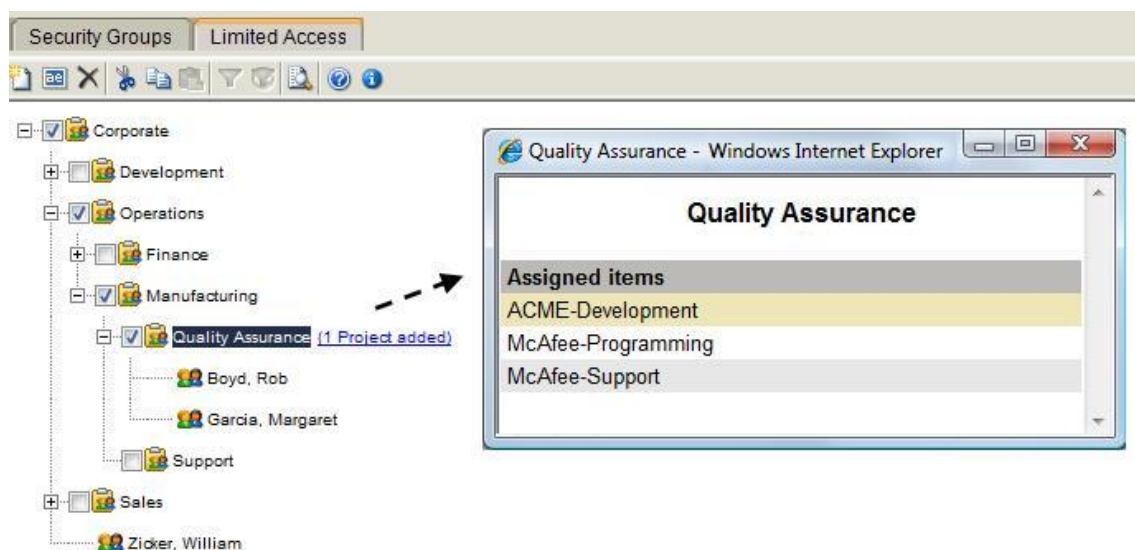 Security Groups Limited Access
Corporate
Development
Operations
Finance
Manufacturing
Quality Assurance (1 Project added)
Boyd, Rob
Garcia, Margaret
Support
Sales
Zicker, William
Quality Assurance - Windows Internet Explorer
Quality Assurance
Assigned items
ACME-Development
McAfee-Programming
McAfee-Support